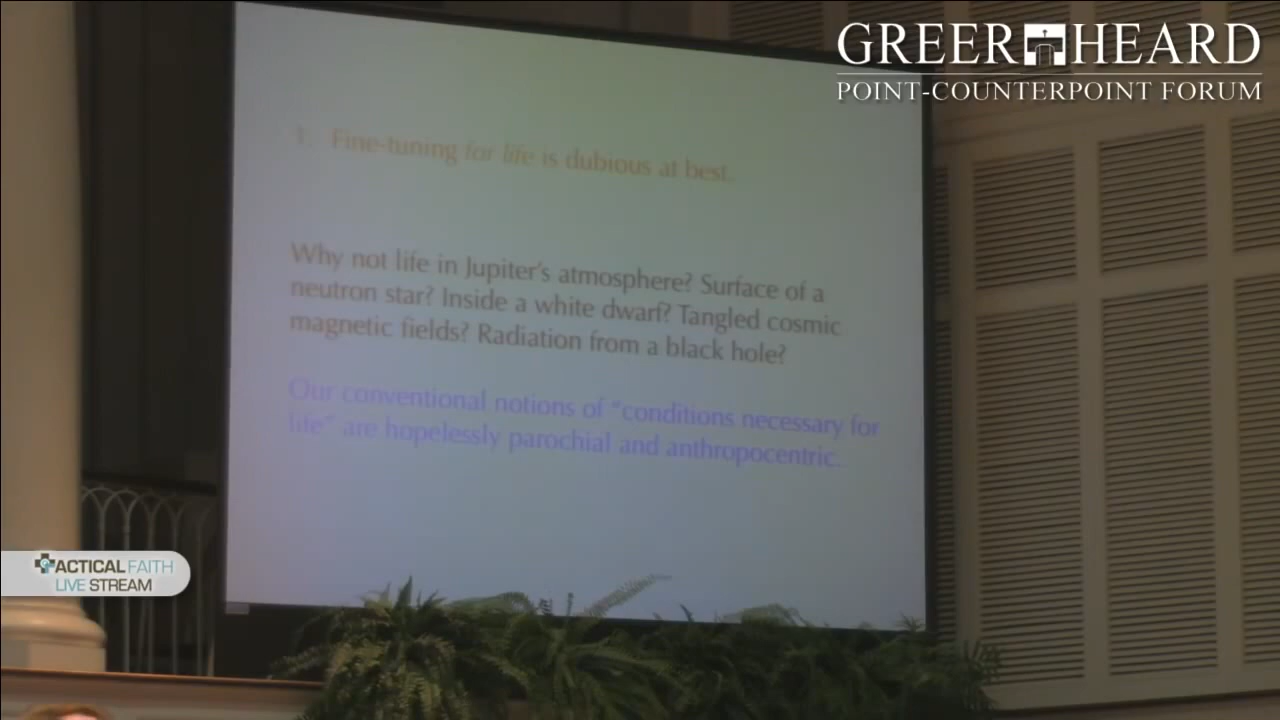 GREER HEARD
POINT-COUNTERPOINT FORUM
1. Fine-tuning for life is dubious at best.
Why not life in Jupiter's atmosphere? Surface of a
neutron star? Inside a white dwarf? Tangled cosmic
magnetic fields? Radiation from a black hole?
Our conventional notions of "conditions necessary for
life" are hopelessly parochial and anthropocentric.
TACTICAL FAITH
LIVE STREAM